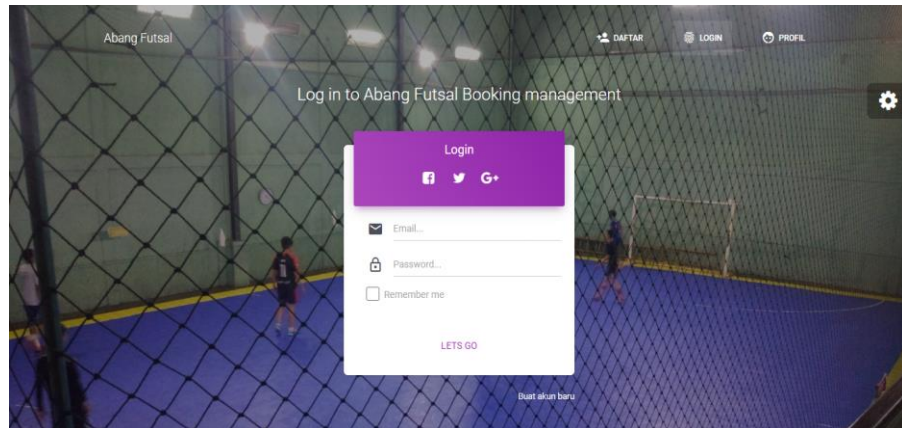 Abang Futsal
DAFTAR
LOGIN
PROFIL
Log in to Abang Futsal Booking management
Login
G+
Email...
Password...
Remember me
LETS GO
Buat akun baru